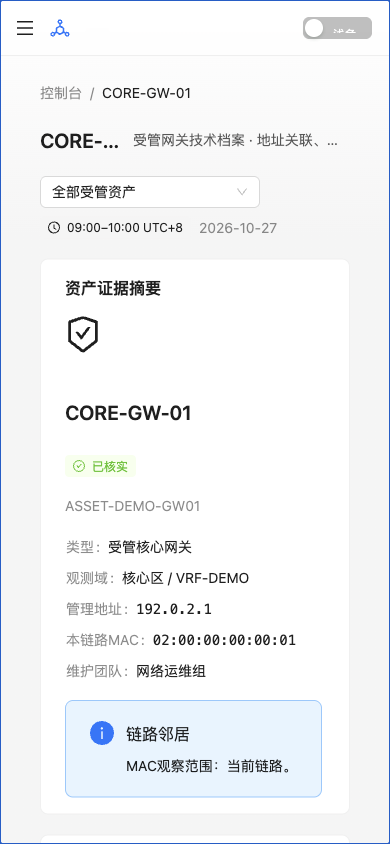 控制台 / CORE-GW-01
CORE-... 受管网关技术档案 · 地址关联、...
全部受管资产
09:00–10:00 UTC+8 2026-10-27
资产证据摘要
CORE-GW-01
已核实
ASSET-DEMO-GW01
类型: 受管核心网关
观测域: 核心区 / VRF-DEMO
管理地址: 192.0.2.1
本链路MAC: 02:00:00:00:00:01
维护团队: 网络运维组
链路邻居
MAC观察范围：当前链路。